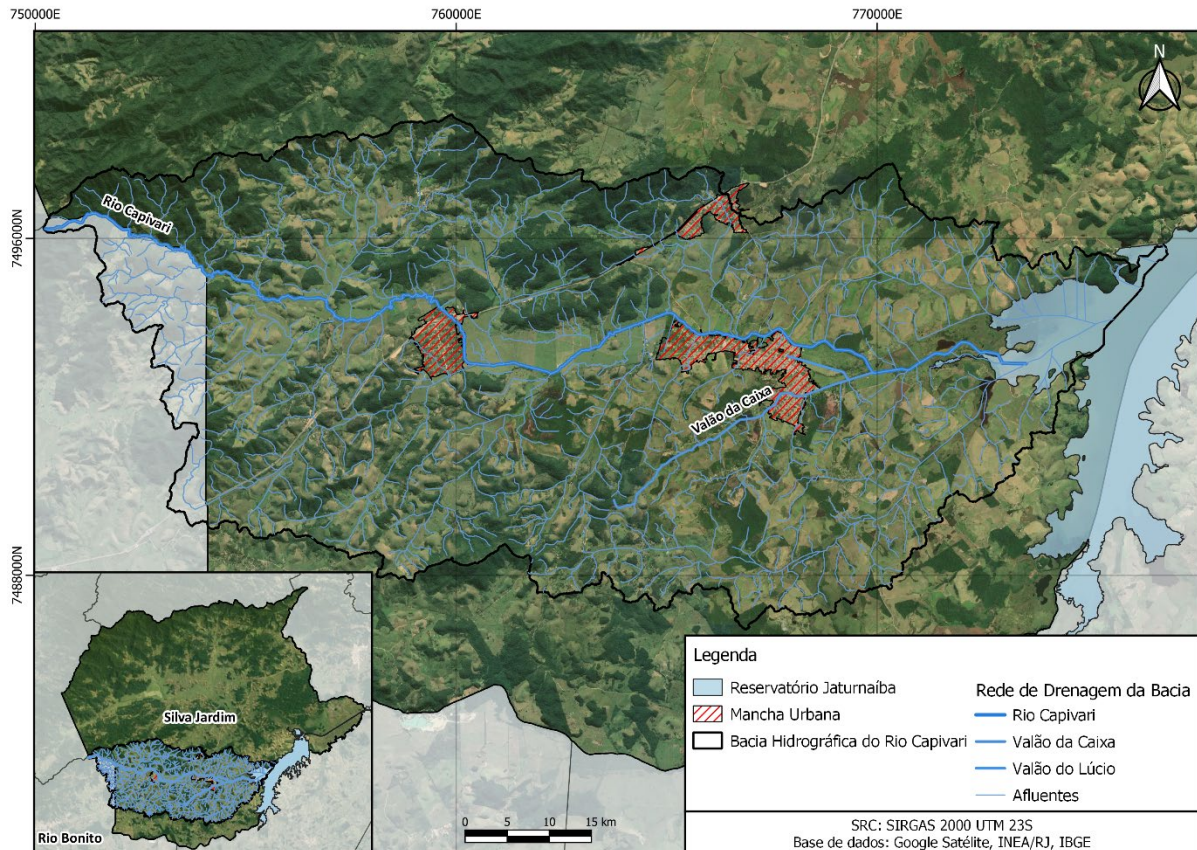 750000E
760000E
770000E
N
Rio Capivari
7496000N
Valão da Caixa
7488000N
Silva Jardim
Rio Bonito
0 5 10 15 km
Legenda
Reservatório Jaturnaíba
Mancha Urbana
Bacia Hidrográfica do Rio Capivari
Rede de Drenagem da Bacia
Rio Capivari
Valão da Caixa
Valão do Lúcio
Afluentes
SRC: SIRGAS 2000 UTM 23S
Base de dados: Google Satélite, INEA/RJ, IBGE